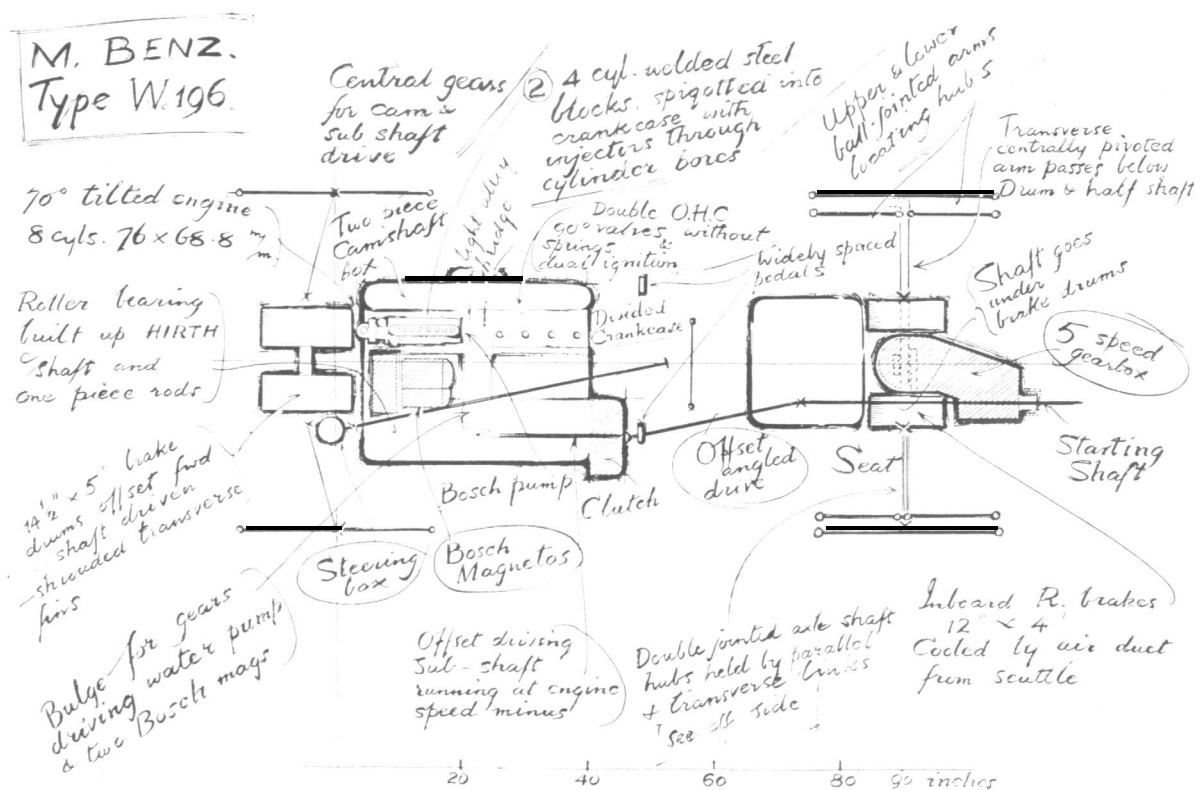 M. BENZ.
Type W.196.
Central gears
for cam &
sub shaft
drive
2
4 cyl. welded steel
blocks, spigotted into
crankcase with
injectors through
cylinder bores
Upper & lower
ball-jointed arms
locating hubs
Transverse
centrally pivoted
arm passes below
Drum & half shaft
70° tilted engine
8 cyls. 76 x 68.8 m/m.
Two piece
Camshaft
box
light alloy
bridge
Double O.H.C
90° valves without
springs &
dual ignition
Widely spaced
pedals
Shaft goes
under
brake drums
Roller bearing
built up HIRTH
shaft and
one piece rods
Divided
Crankcase
5 speed
gearbox
14½" x 5" brake
drums offset fwd
shaft driven
shrouded transverse
fins
Bosch pump
Clutch
Offset
angled
drive
Seat
Starting
Shaft
Steering
box
Bosch
Magnetos
Bulge for gears
driving water pump
& two Bosch mags
Offset driving
Sub-shaft
running at engine
speed minus
Double jointed axle shaft
hubs held by parallel
+ transverse links
see off side
Inboard R. brakes
12" x 4"
Cooled by air duct
from scuttle
20 40 60 80 90 inches